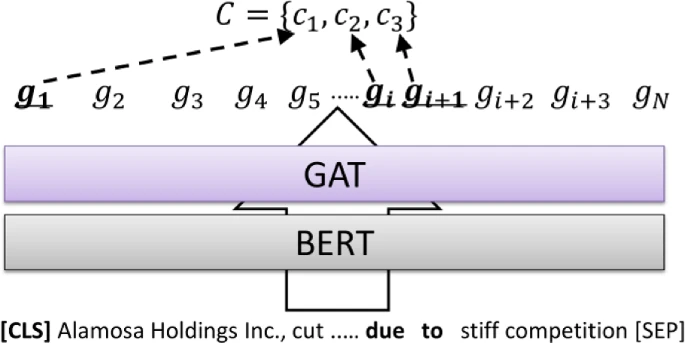 C = {c₁, c₂, c₃}
g₁ g₂ g₃ g₄ g₅ ..... gᵢ gᵢ₊₁ gᵢ₊₂ gᵢ₊₃ g_N
GAT
BERT
[CLS] Alamosa Holdings Inc., cut ..... due to stiff competition [SEP]